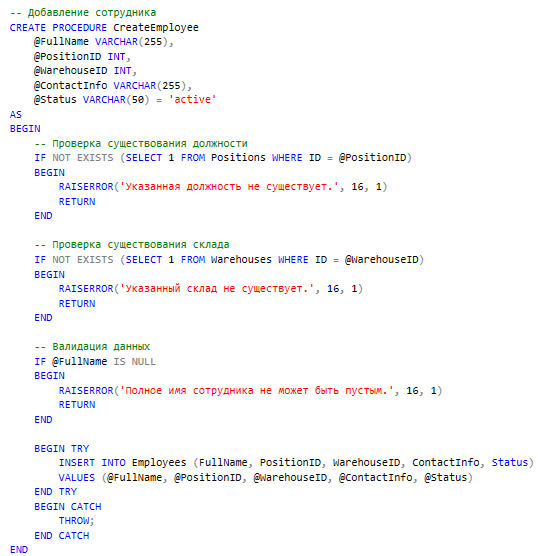 -- Добавление сотрудника
CREATE PROCEDURE CreateEmployee
    @FullName VARCHAR(255),
    @PositionID INT,
    @WarehouseID INT,
    @ContactInfo VARCHAR(255),
    @Status VARCHAR(50) = 'active'
AS
BEGIN
    -- Проверка существования должности
    IF NOT EXISTS (SELECT 1 FROM Positions WHERE ID = @PositionID)
    BEGIN
        RAISERROR('Указанная должность не существует.', 16, 1)
        RETURN
    END

    -- Проверка существования склада
    IF NOT EXISTS (SELECT 1 FROM Warehouses WHERE ID = @WarehouseID)
    BEGIN
        RAISERROR('Указанный склад не существует.', 16, 1)
        RETURN
    END

    -- Валидация данных
    IF @FullName IS NULL
    BEGIN
        RAISERROR('Полное имя сотрудника не может быть пустым.', 16, 1)
        RETURN
    END

    BEGIN TRY
        INSERT INTO Employees (FullName, PositionID, WarehouseID, ContactInfo, Status)
        VALUES (@FullName, @PositionID, @WarehouseID, @ContactInfo, @Status)
    END TRY
    BEGIN CATCH
        THROW;
    END CATCH
END